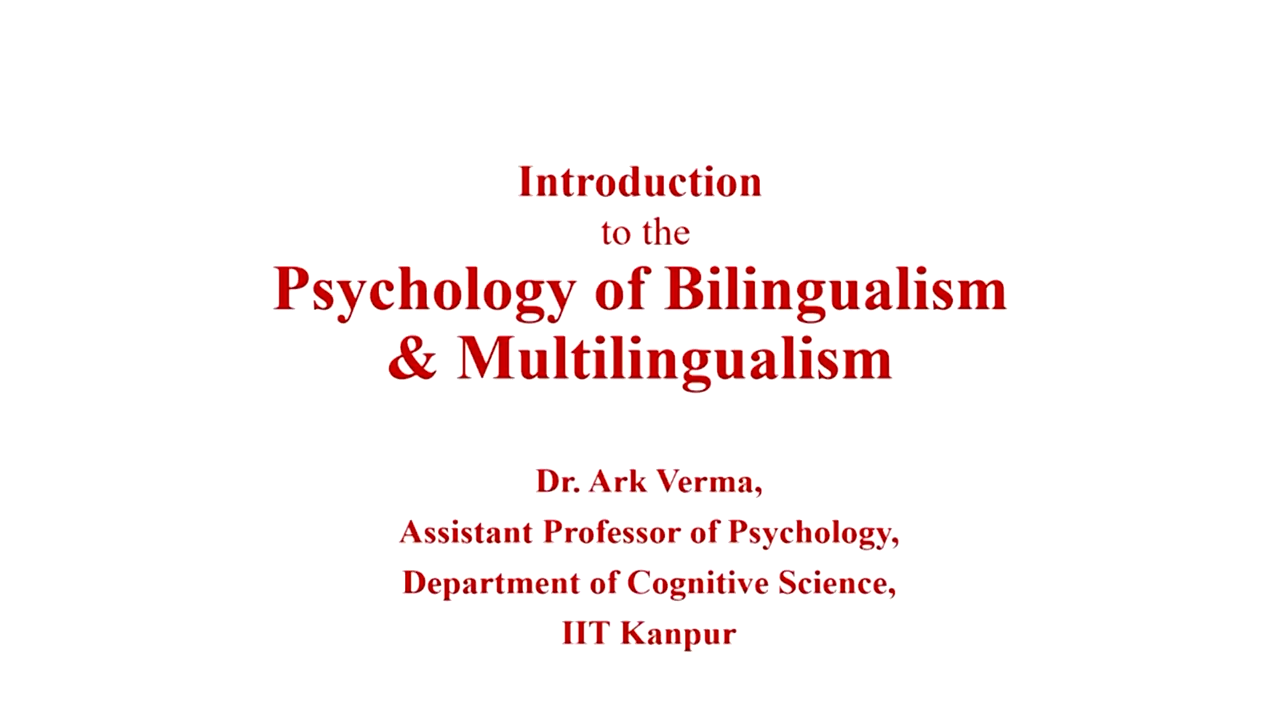 Introduction
to the
Psychology of Bilingualism
& Multilingualism
Dr. Ark Verma,
Assistant Professor of Psychology,
Department of Cognitive Science,
IIT Kanpur